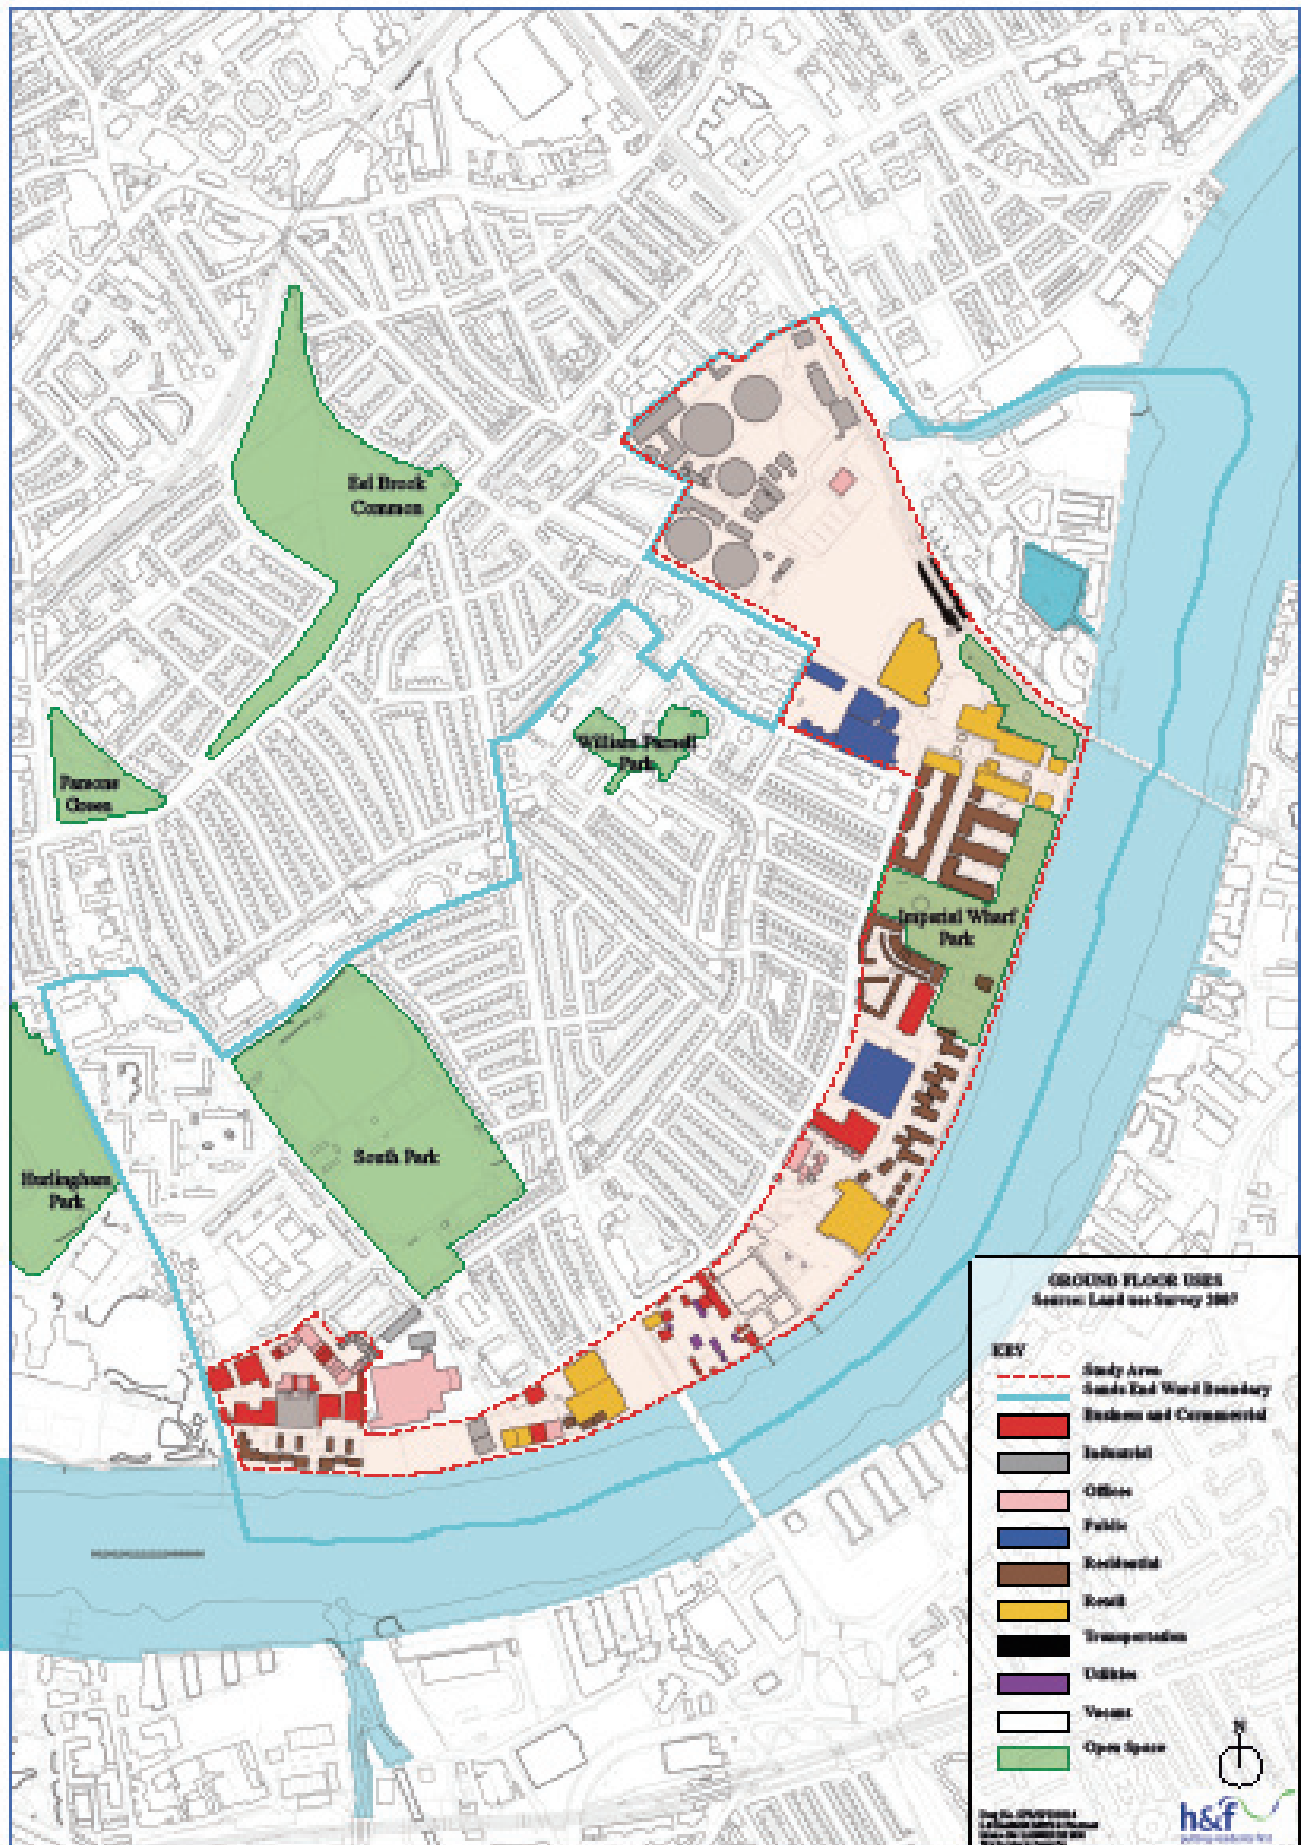 Eel Brook
Common
William Parnell
Park
Parsons
Green
Imperial Wharf
Park
South Park
Hurlingham
Park
GROUND FLOOR USES
Source: Land use Survey 2007
KEY
Study Area
Sands End Ward Boundary
Business and Commercial
Industrial
Offices
Public
Residential
Retail
Transportation
Utilities
Vacant
Open Space
N
h&f